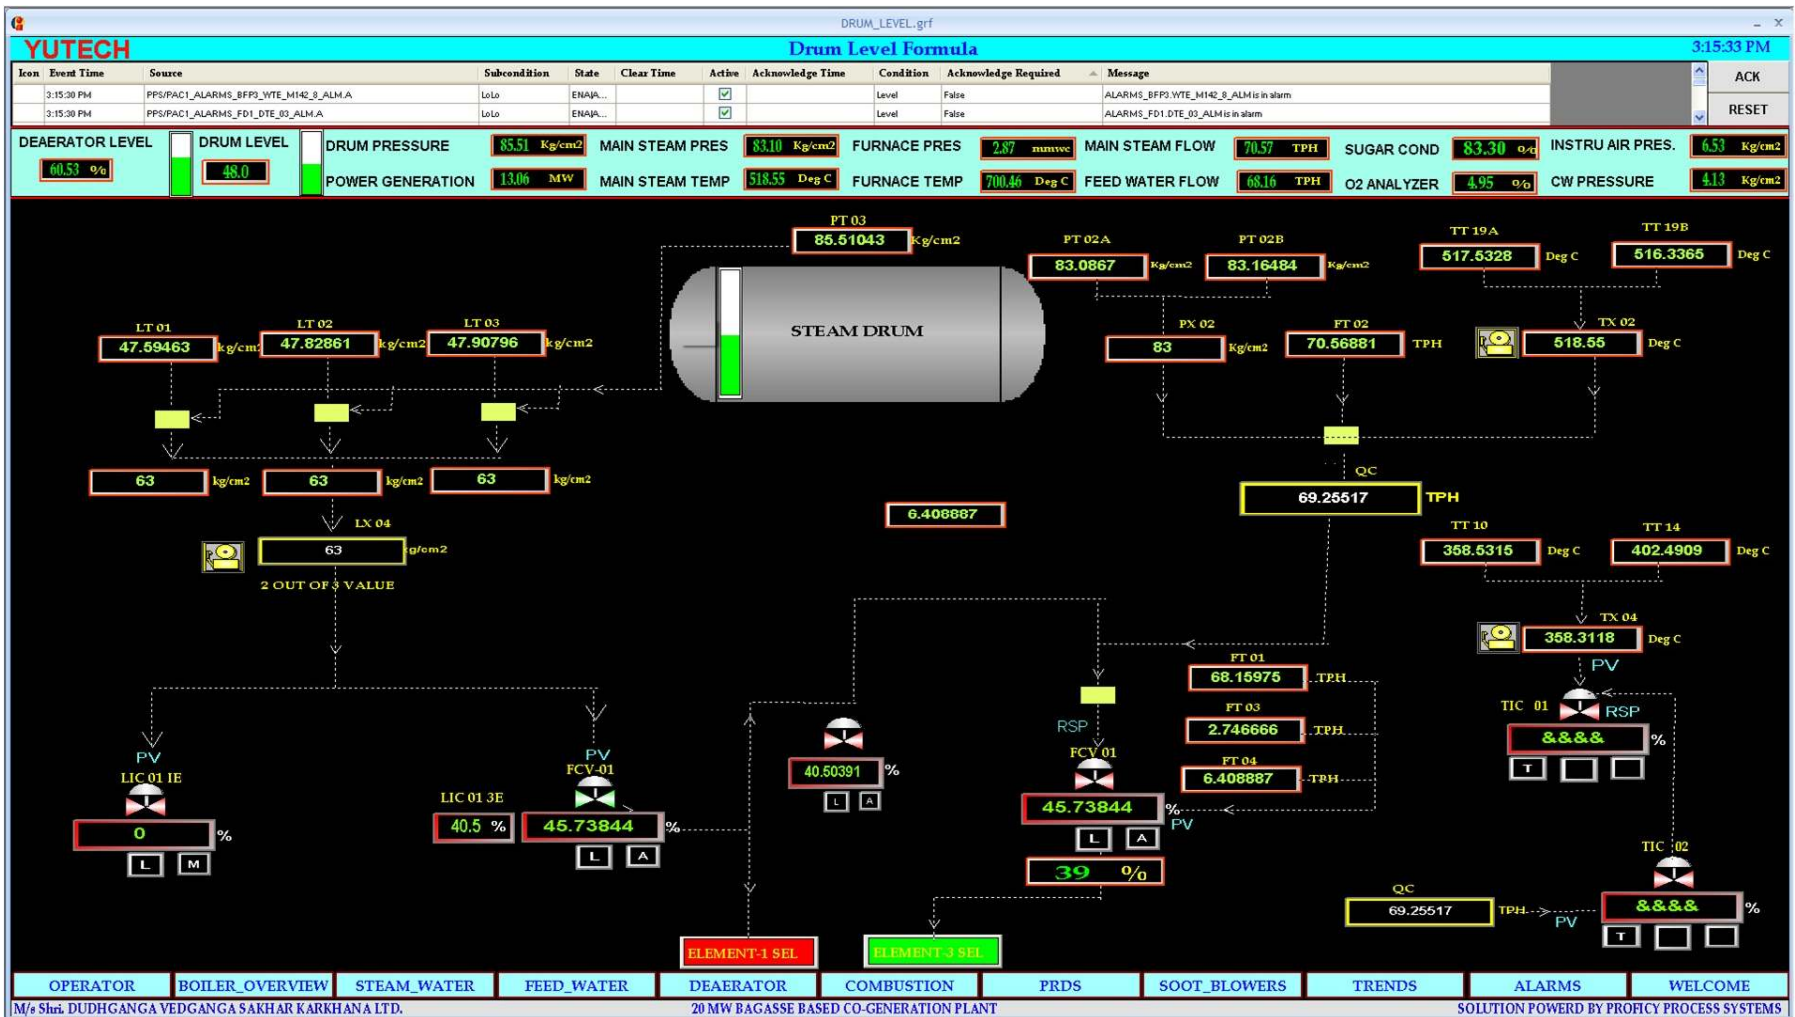 DRUM_LEVEL.grf
YUTECH Drum Level Formula 3:15:33 PM
Icon Event Time Source Subcondition State Clear Time Active Acknowledge Time Condition Acknowledge Required Message ACK
3:15:30 PM PPS/PAC1_ALARMS_BFP3_WTE_M142_8_ALM.A LoLo ENA|A... Level False ALARMS_BFP3.WTE_M142_8_ALM is in alarm
3:15:30 PM PPS/PAC1_ALARMS_FD1_DTE_03_ALM.A LoLo ENA|A... Level False ALARMS_FD1.DTE_03_ALM is in alarm RESET
DEAERATOR LEVEL DRUM LEVEL DRUM PRESSURE 85.51 Kg/cm2 MAIN STEAM PRES 83.10 Kg/cm2 FURNACE PRES 2.87 mmwc MAIN STEAM FLOW 70.57 TPH SUGAR COND 83.30 % INSTRU AIR PRES. 6.53 Kg/cm2
60.53 % 48.0 POWER GENERATION 13.06 MW MAIN STEAM TEMP 518.55 Deg C FURNACE TEMP 700.46 Deg C FEED WATER FLOW 68.16 TPH O2 ANALYZER 4.95 % CW PRESSURE 4.13 Kg/cm2
PT 03
85.51043 Kg/cm2
PT 02A PT 02B TT 19A TT 19B
83.0867 Kg/cm2 83.16484 Kg/cm2 517.5328 Deg C 516.3365 Deg C
LT 01 LT 02 LT 03 STEAM DRUM PX 02 FT 02 TX 02
47.59463 kg/cm2 47.82861 kg/cm2 47.90796 kg/cm2 83 Kg/cm2 70.56881 TPH 518.55 Deg C
63 kg/cm2 63 kg/cm2 63 kg/cm2
QC
69.25517 TPH
6.408887
LX 04
63 kg/cm2
2 OUT OF 3 VALUE
TT 10 TT 14
358.5315 Deg C 402.4909 Deg C
TX 04
358.3118 Deg C
PV
FT 01
68.15975 TPH
FT 03
2.746666 TPH
FT 04
6.408887 TPH
TIC 01 RSP
&&&& %
T
RSP
FCV 01
45.73844 %
PV
L A
39 %
40.50391 %
L A
PV
LIC 01 IE
0 %
L M
PV
FCV-01
LIC 01 3E
40.5 % 45.73844 %
L A
TIC 02
QC
69.25517 TPH PV &&&& %
T
ELEMENT-1 SEL ELEMENT-3 SEL
OPERATOR BOILER_OVERVIEW STEAM_WATER FEED_WATER DEAERATOR COMBUSTION PRDS SOOT_BLOWERS TRENDS ALARMS WELCOME
M/s Shri. DUDHGANGA VEDGANGA SAKHAR KARKHANA LTD. 20 MW BAGASSE BASED CO-GENERATION PLANT SOLUTION POWERD BY PROFICY PROCESS SYSTEMS